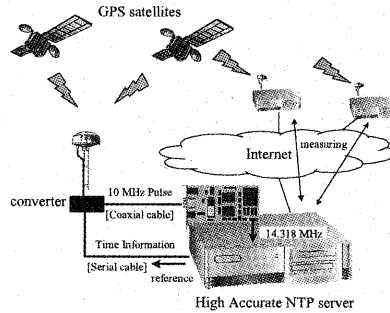 GPS satellites
Internet
measuring
converter
10 MHz Pulse
[Coaxial cable]
14.318 MHz
Time Information
[Serial cable]
reference
High Accurate NTP server